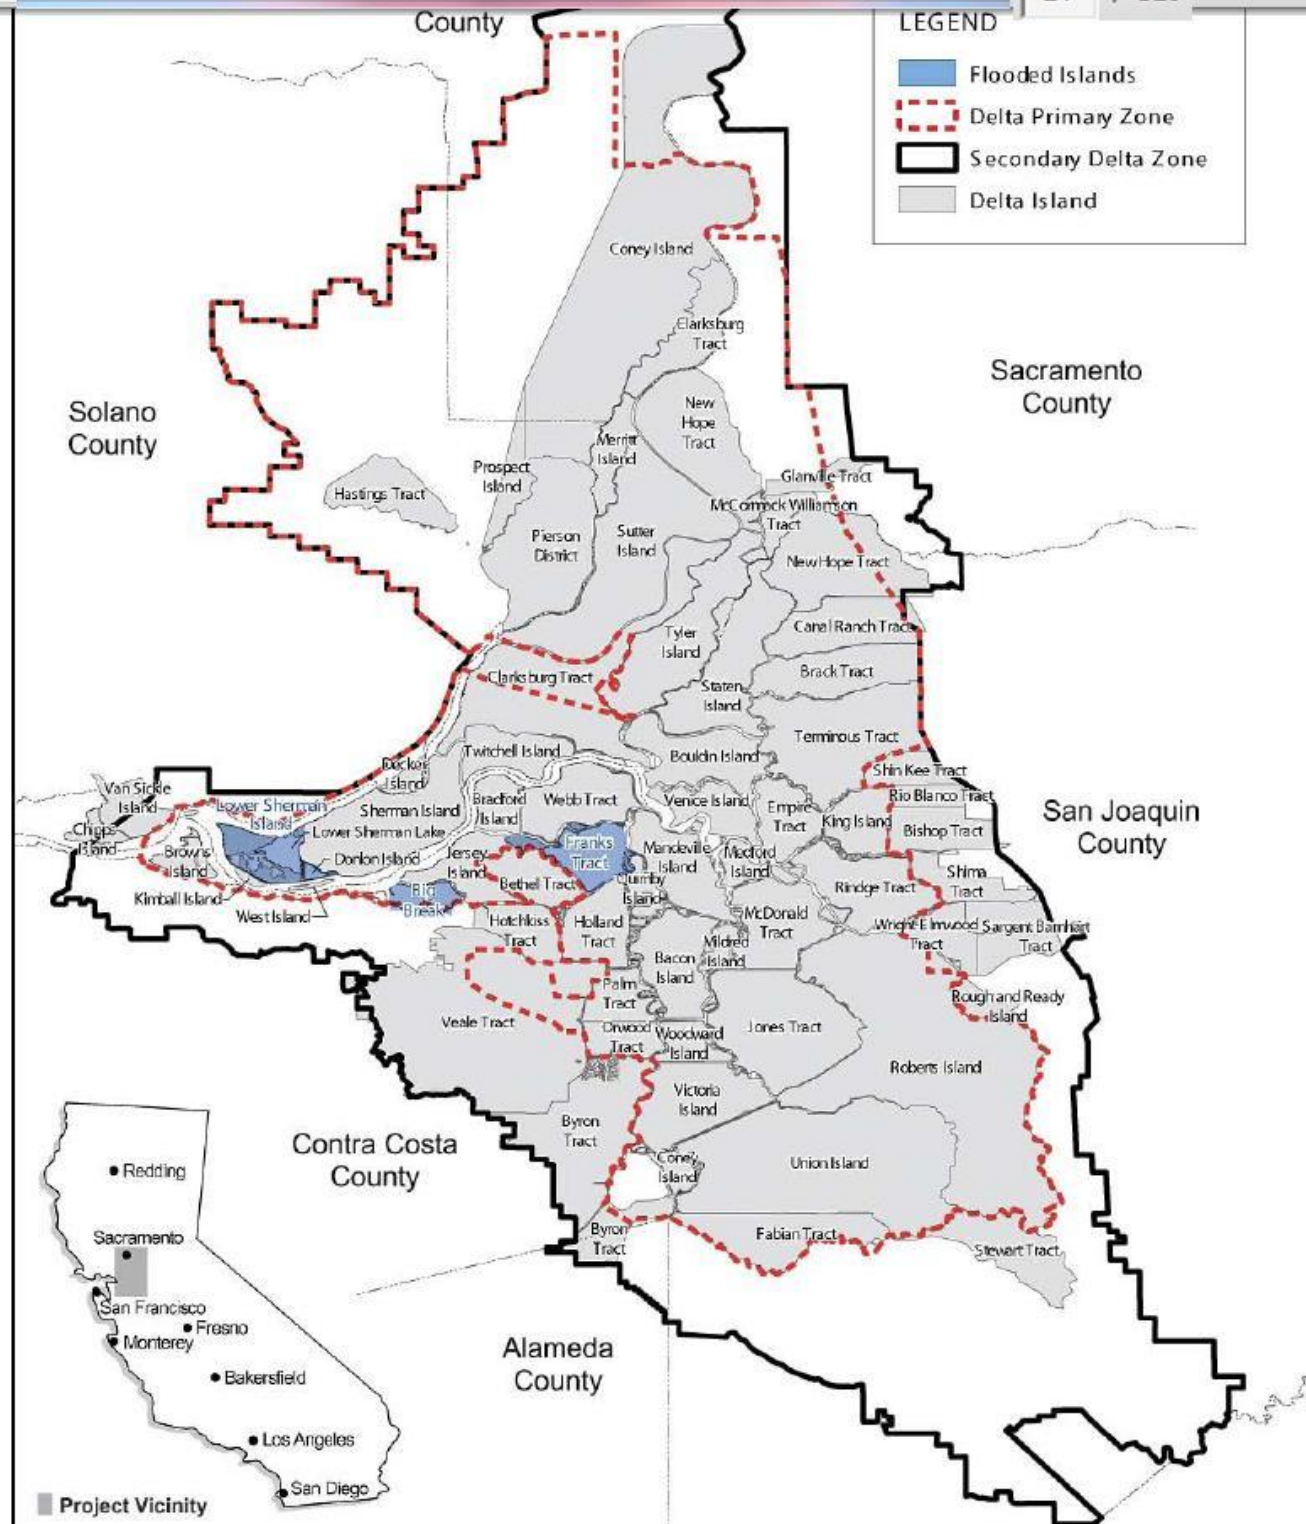 County
LEGEND
Flooded Islands
Delta Primary Zone
Secondary Delta Zone
Delta Island
Coney Island
Clarksburg
Tract
Sacramento
County
Solano
County
New
Hope
Tract
Merritt
Island
Prospect
Island
Hastings Tract
Glanville Tract
McCormack Williamson
Tract
Pierson
District
Sutter
Island
New Hope Tract
Tyler
Island
Canal Ranch Tract
Clarksburg Tract
Brack Tract
Staten
Island
Terminous Tract
Twitchell Island
Bouldin Island
Decker
Island
Shin Kee Tract
Van Sickle
Island
Lower Sherman
Island
Sherman Island
Bradford
Island
Webb Tract
Venice Island
Empire
Tract
King Island
Rio Blanco Tract
San Joaquin
County
Chipps
Island
Browns
Island
Lower Sherman Lake
Donlon Island
Jersey
Island
Franks
Tract
Mandeville
Island
Medford
Island
Bishop Tract
Kimball Island
West Island
Big
Break
Bethel Tract
Quimby
Island
Rindge Tract
Shima
Tract
Hotchkiss
Tract
Holland
Tract
McDonald
Tract
Wright-Elmwood
Tract
Sargent Barnhart
Tract
Mildred
Island
Bacon
Island
Palm
Tract
Rough and Ready
Island
Veale Tract
Orwood
Tract
Woodward
Island
Jones Tract
Roberts Island
Victoria
Island
Byron
Tract
Contra Costa
County
Coney
Island
Union Island
Byron
Tract
Fabian Tract
Stewart Tract
Alameda
County
Redding
Sacramento
San Francisco
Fresno
Monterey
Bakersfield
Los Angeles
San Diego
Project Vicinity